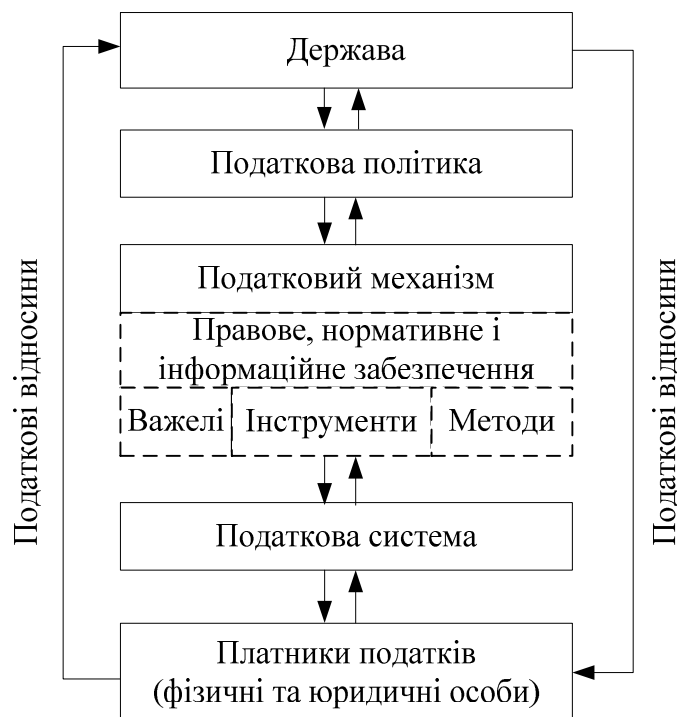 Держава
Податкова політика
Податковий механізм
Правове, нормативне і
інформаційне забезпечення
Важелі Інструменти Методи
Податкова система
Платники податків
(фізичні та юридичні особи)
Податкові відносини
Податкові відносини